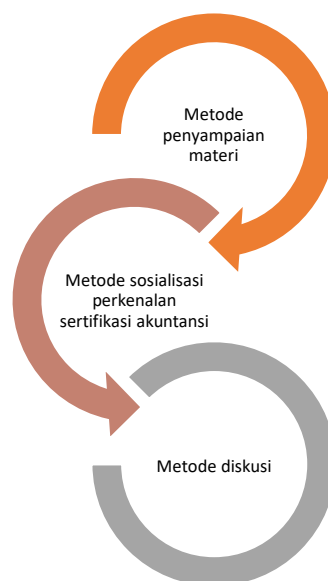 Metode
penyampaian
materi
Metode sosialisasi
perkenalan
sertifikasi akuntansi
Metode diskusi